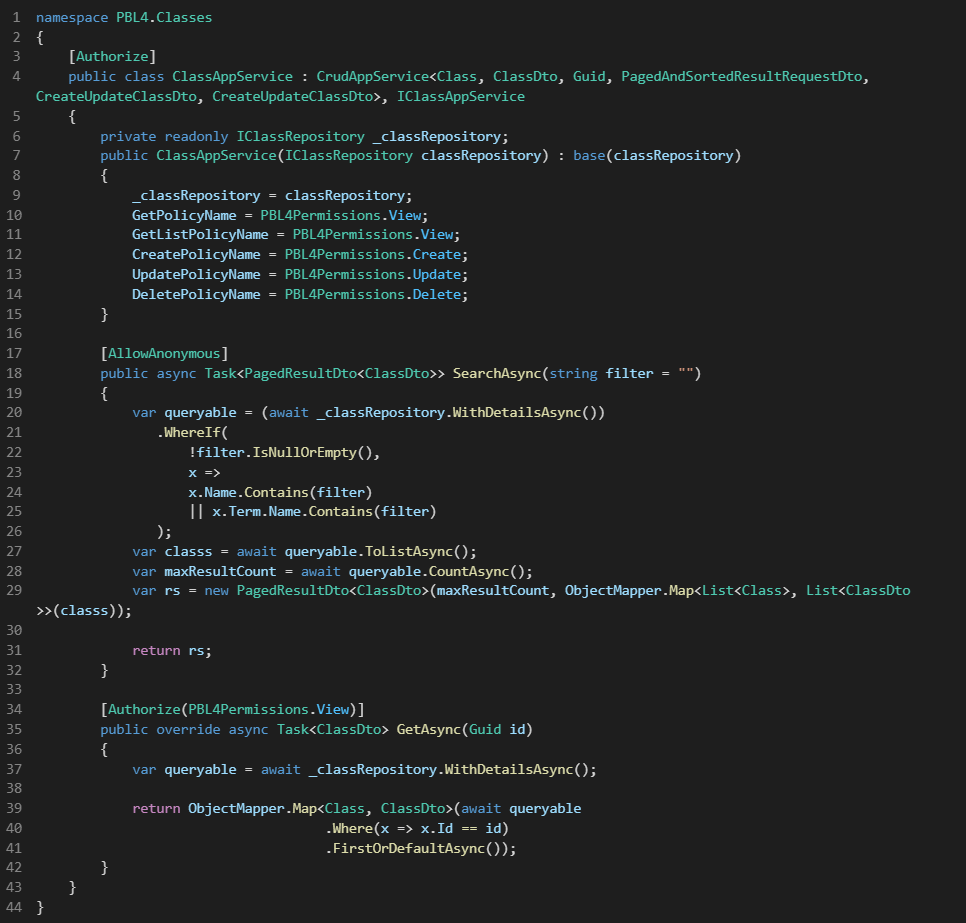 1 namespace PBL4.Classes
2 {
3     [Authorize]
4     public class ClassAppService : CrudAppService<Class, ClassDto, Guid, PagedAndSortedResultRequestDto,
CreateUpdateClassDto, CreateUpdateClassDto>, IClassAppService
5     {
6         private readonly IClassRepository _classRepository;
7         public ClassAppService(IClassRepository classRepository) : base(classRepository)
8         {
9             _classRepository = classRepository;
10             GetPolicyName = PBL4Permissions.View;
11             GetListPolicyName = PBL4Permissions.View;
12             CreatePolicyName = PBL4Permissions.Create;
13             UpdatePolicyName = PBL4Permissions.Update;
14             DeletePolicyName = PBL4Permissions.Delete;
15         }
16
17         [AllowAnonymous]
18         public async Task<PagedResultDto<ClassDto>> SearchAsync(string filter = "")
19         {
20             var queryable = (await _classRepository.WithDetailsAsync())
21                .WhereIf(
22                    !filter.IsNullOrEmpty(),
23                    x =>
24                    x.Name.Contains(filter)
25                    || x.Term.Name.Contains(filter)
26                );
27             var classs = await queryable.ToListAsync();
28             var maxResultCount = await queryable.CountAsync();
29             var rs = new PagedResultDto<ClassDto>(maxResultCount, ObjectMapper.Map<List<Class>, List<ClassDto
>>(classs));
30
31             return rs;
32         }
33
34         [Authorize(PBL4Permissions.View)]
35         public override async Task<ClassDto> GetAsync(Guid id)
36         {
37             var queryable = await _classRepository.WithDetailsAsync();
38
39             return ObjectMapper.Map<Class, ClassDto>(await queryable
40                                     .Where(x => x.Id == id)
41                                     .FirstOrDefaultAsync());
42         }
43     }
44 }